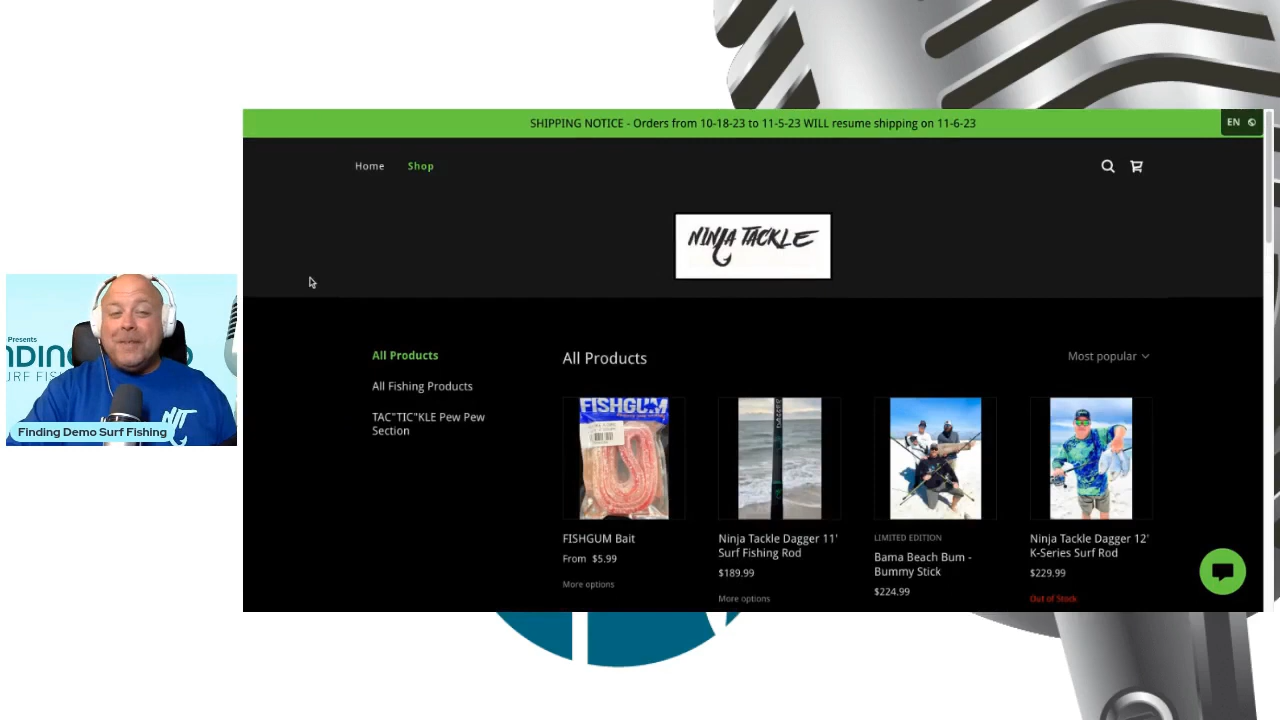 SHIPPING NOTICE - Orders from 10-18-23 to 11-5-23 WILL resume shipping on 11-6-23
EN
Home
Shop
NINJA TACKLE
Presents
Finding Demo Surf Fishing
All Products
All Fishing Products
TAC"TIC"KLE Pew Pew
Section
All Products
Most popular
FISHGUM
FISHGUM Bait
From $5.99
More options
Ninja Tackle Dagger 11'
Surf Fishing Rod
$189.99
More options
LIMITED EDITION
Bama Beach Bum -
Bummy Stick
$224.99
Ninja Tackle Dagger 12'
K-Series Surf Rod
$229.99
Out of Stock